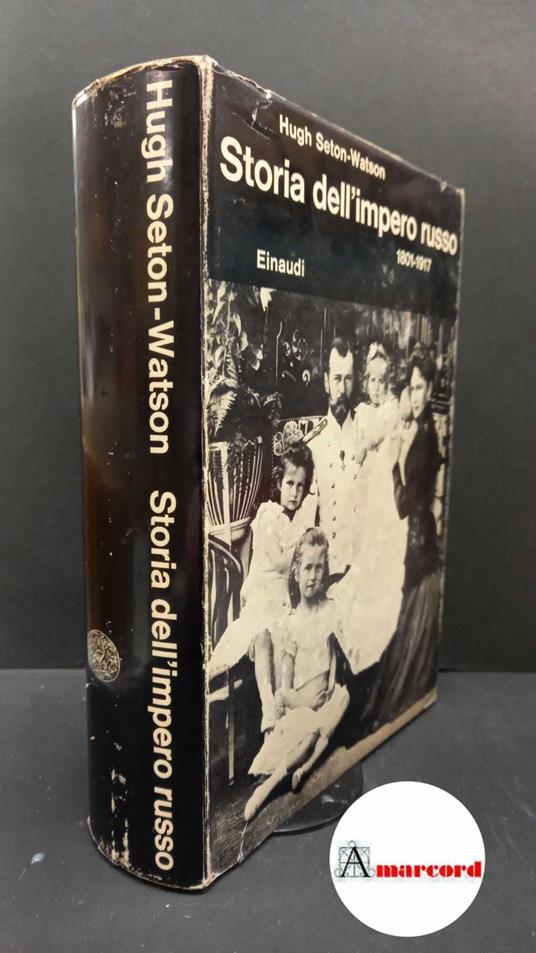 Hugh Seton-Watson Storia dell'impero russo
Hugh Seton-Watson
Storia dell'impero russo
1801-1917
Einaudi
Amarcord